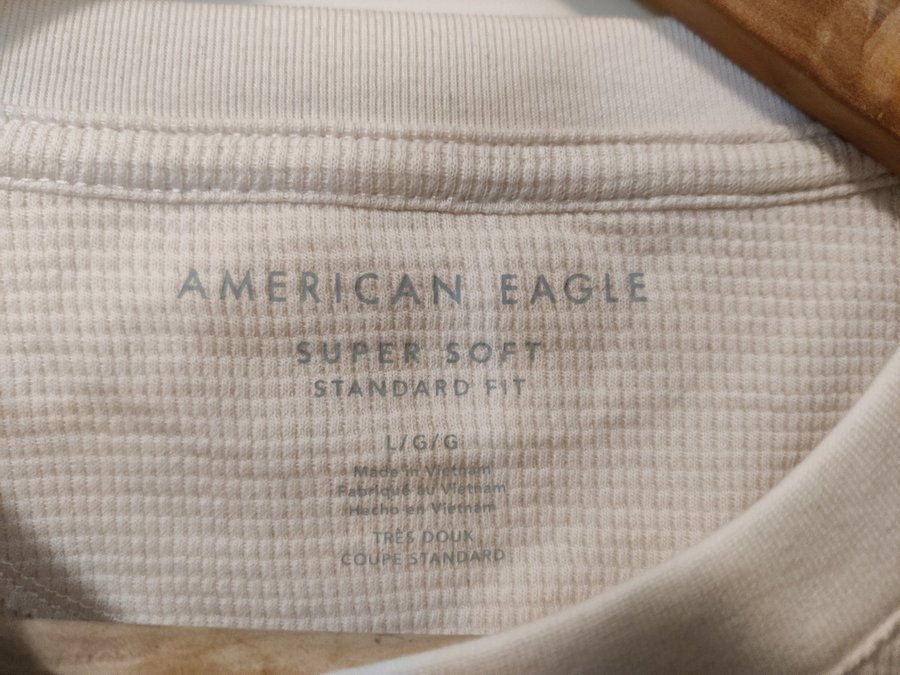 AMERICAN EAGLE
SUPER SOFT
STANDARD FIT
L/G/G
Made in Vietnam
Fabriqué au Vietnam
Hecho en Vietnam
TRÈS DOUX
COUPE STANDARD